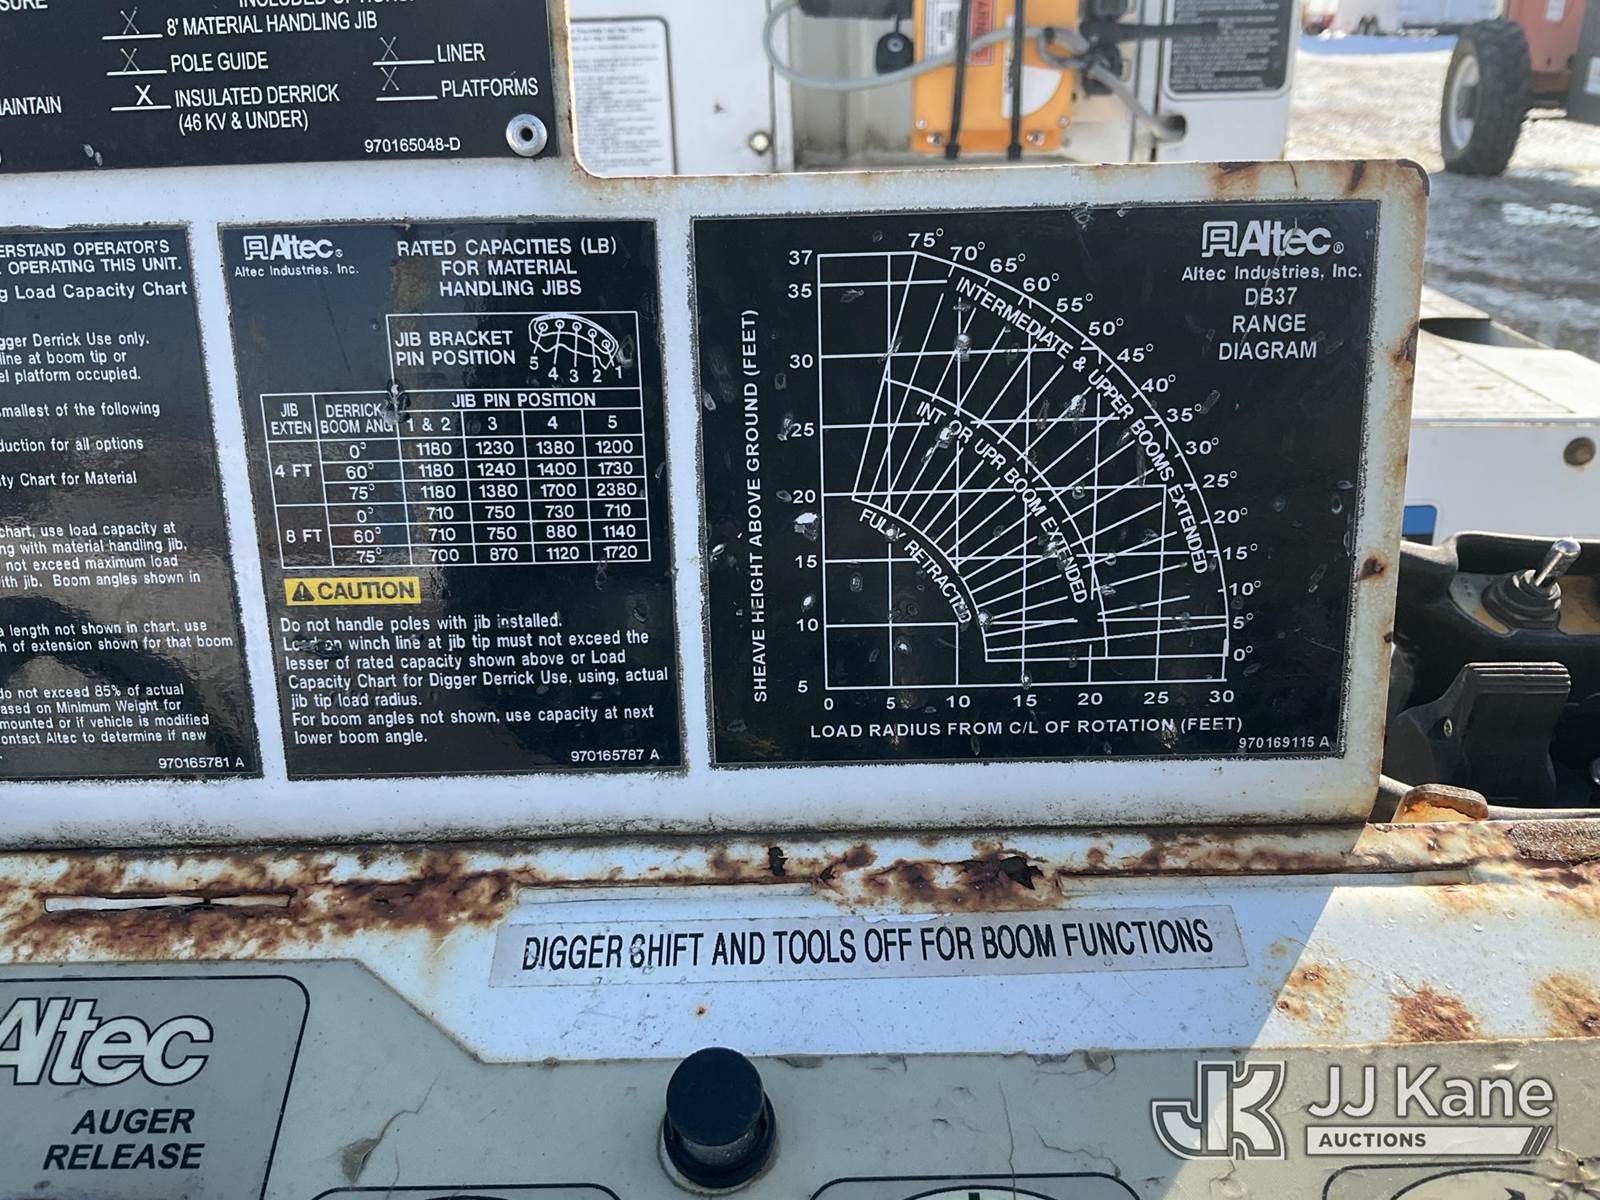 X 8' MATERIAL HANDLING JIB
X POLE GUIDE
X LINER
X INSULATED DERRICK
(46 KV & UNDER)
X PLATFORMS
970165048-D
ERSTAND OPERATOR'S
OPERATING THIS UNIT.
g Load Capacity Chart
gger Derrick Use only.
line at boom tip or
el platform occupied.
smallest of the following
duction for all options
ty Chart for Material
chart, use load capacity at
ng with material handling jib,
not exceed maximum load
ith jib. Boom angles shown in
a length not shown in chart, use
h of extension shown for that boom
do not exceed 85% of actual
ased on Minimum Weight for
mounted or if vehicle is modified
ontact Altec to determine if new
970165781 A
Altec®
Altec Industries, Inc.
RATED CAPACITIES (LB)
FOR MATERIAL
HANDLING JIBS
JIB BRACKET
PIN POSITION
5 4 3 2 1
JIB EXTEN
DERRICK BOOM ANG
JIB PIN POSITION
1 & 2 3 4 5
4 FT
0° 1180 1230 1380 1200
60° 1180 1240 1400 1730
75° 1180 1380 1700 2380
8 FT
0° 710 750 730 710
60° 710 750 880 1140
75° 700 870 1120 1720
CAUTION
Do not handle poles with jib installed.
Load on winch line at jib tip must not exceed the
lesser of rated capacity shown above or Load
Capacity Chart for Digger Derrick Use, using, actual
jib tip load radius.
For boom angles not shown, use capacity at next
lower boom angle.
970165787 A
Altec®
Altec Industries, Inc.
DB37
RANGE
DIAGRAM
SHEAVE HEIGHT ABOVE GROUND (FEET)
37
35
30
25
20
15
10
5
75° 70° 65° 60° 55° 50° 45° 40° 35° 30° 25° 20° 15° 10° 5° 0°
INTERMEDIATE & UPPER BOOMS EXTENDED
INT OR UPR BOOM EXTENDED
FULLY RETRACTED
0 5 10 15 20 25 30
LOAD RADIUS FROM C/L OF ROTATION (FEET)
970169115 A
DIGGER SHIFT AND TOOLS OFF FOR BOOM FUNCTIONS
Altec
AUGER
RELEASE
JK JJ Kane
AUCTIONS